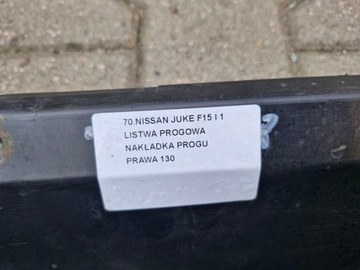 70.NISSAN JUKE F15 I 1
LISTWA PROGOWA
NAKŁADKA PROGU
PRAWA 130